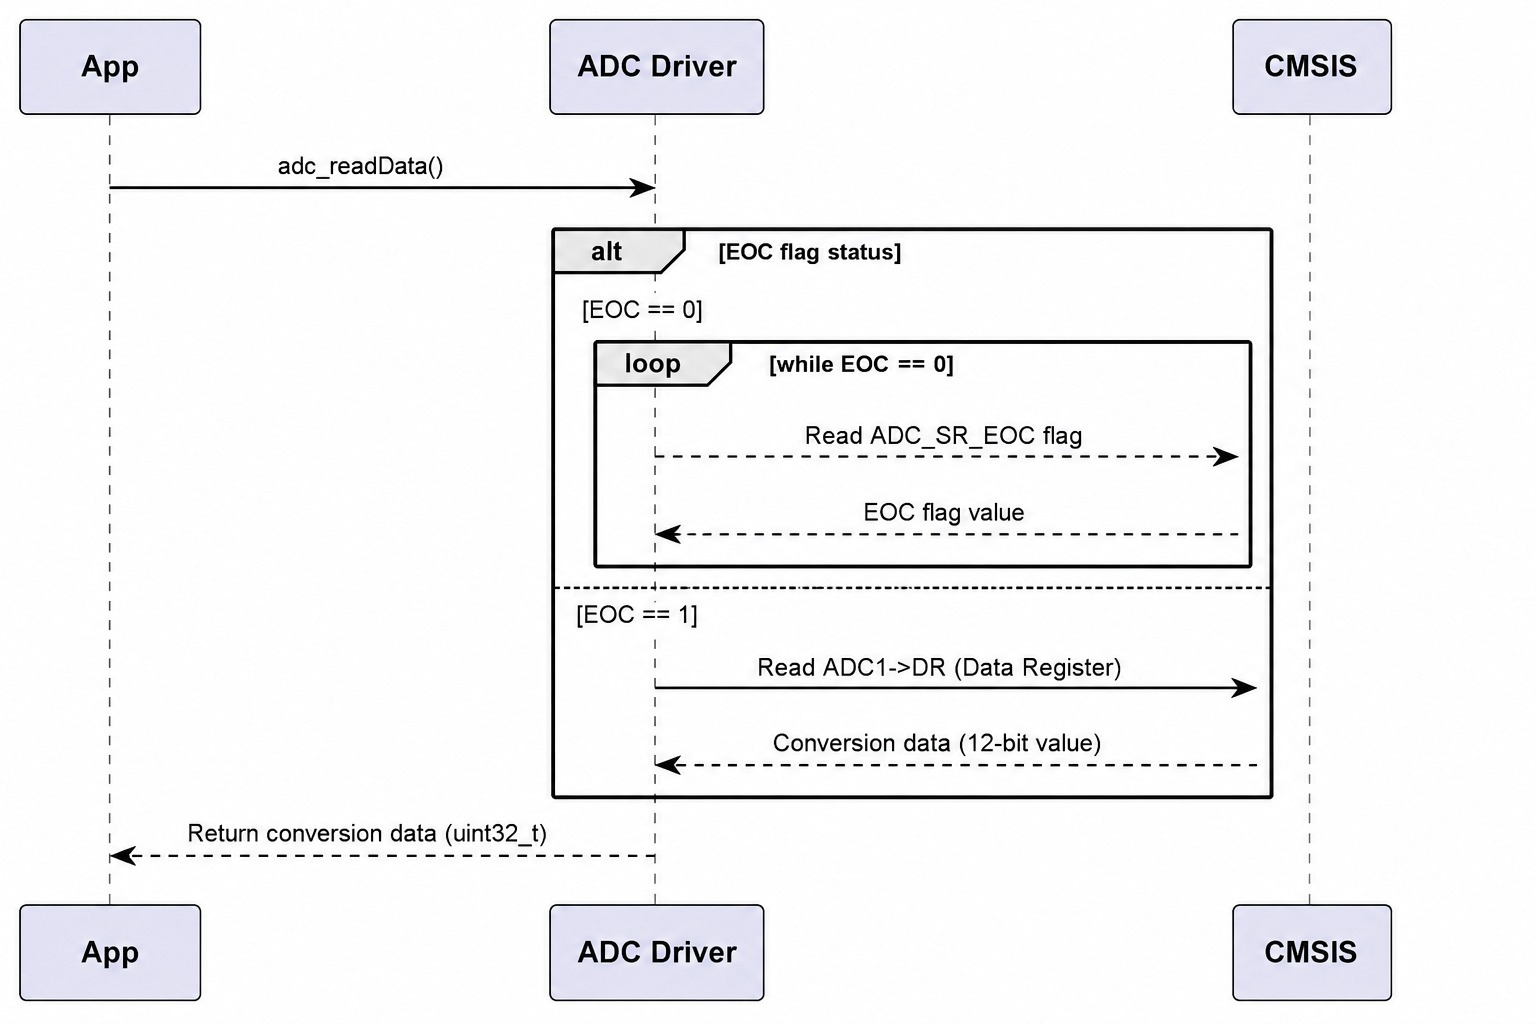 App
ADC Driver
CMSIS
adc_readData()
alt
[EOC flag status]
[EOC == 0]
loop
[while EOC == 0]
Read ADC_SR_EOC flag
EOC flag value
[EOC == 1]
Read ADC1->DR (Data Register)
Conversion data (12-bit value)
Return conversion data (uint32_t)
App
ADC Driver
CMSIS